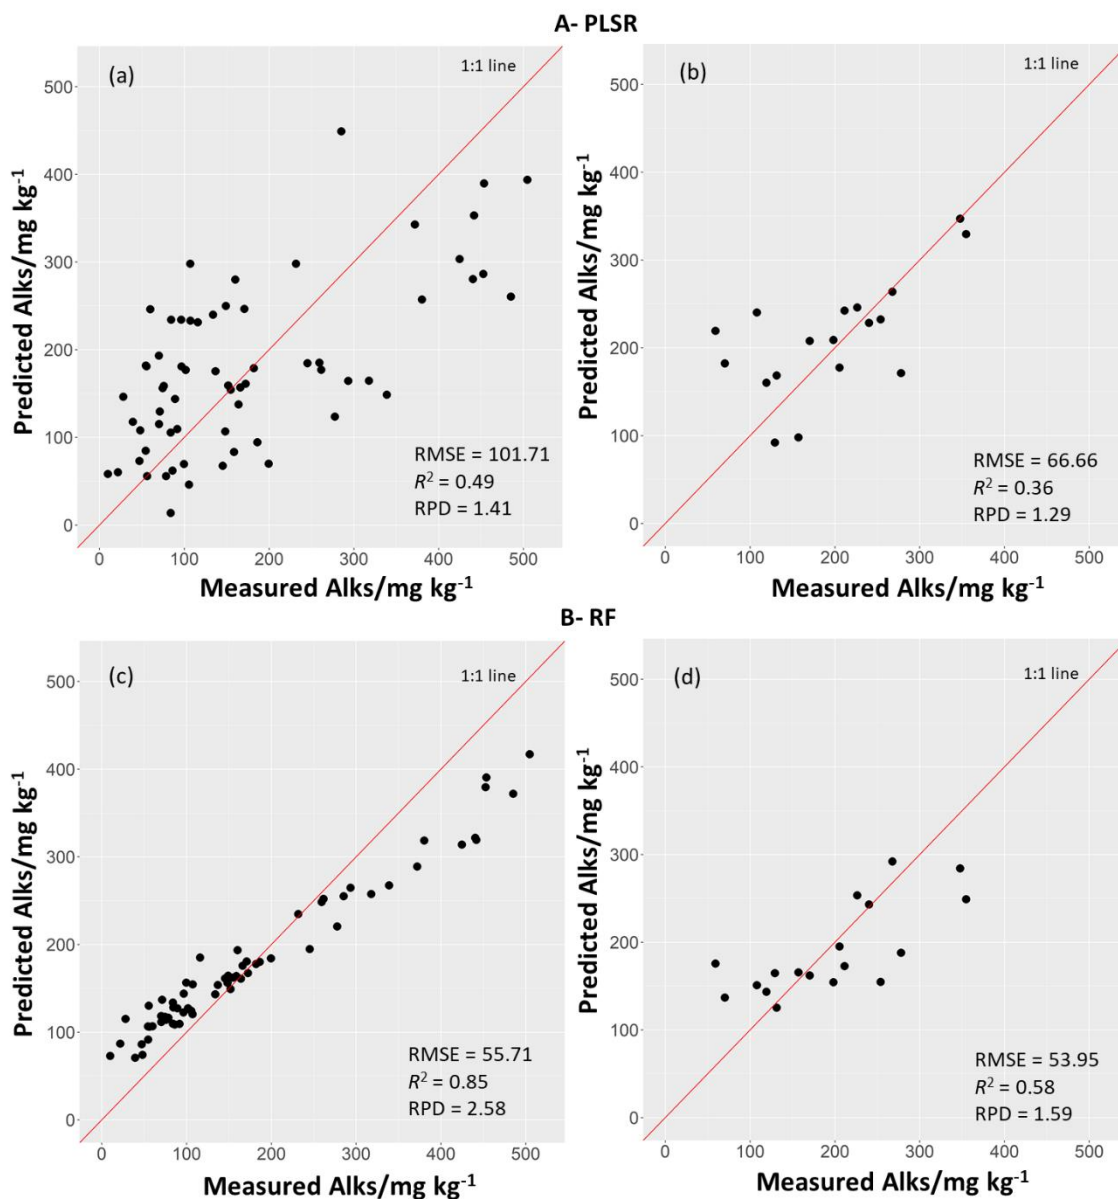 A- PLSR
(a)
1:1 line
500
400
300
200
100
0
Predicted Alks/mg kg⁻¹
RMSE = 101.71
R² = 0.49
RPD = 1.41
0 100 200 300 400 500
Measured Alks/mg kg⁻¹
(b)
1:1 line
500
400
300
200
100
0
Predicted Alks/mg kg⁻¹
RMSE = 66.66
R² = 0.36
RPD = 1.29
0 100 200 300 400 500
Measured Alks/mg kg⁻¹
B- RF
(c)
1:1 line
500
400
300
200
100
0
Predicted Alks/mg kg⁻¹
RMSE = 55.71
R² = 0.85
RPD = 2.58
0 100 200 300 400 500
Measured Alks/mg kg⁻¹
(d)
1:1 line
500
400
300
200
100
0
Predicted Alks/mg kg⁻¹
RMSE = 53.95
R² = 0.58
RPD = 1.59
0 100 200 300 400 500
Measured Alks/mg kg⁻¹